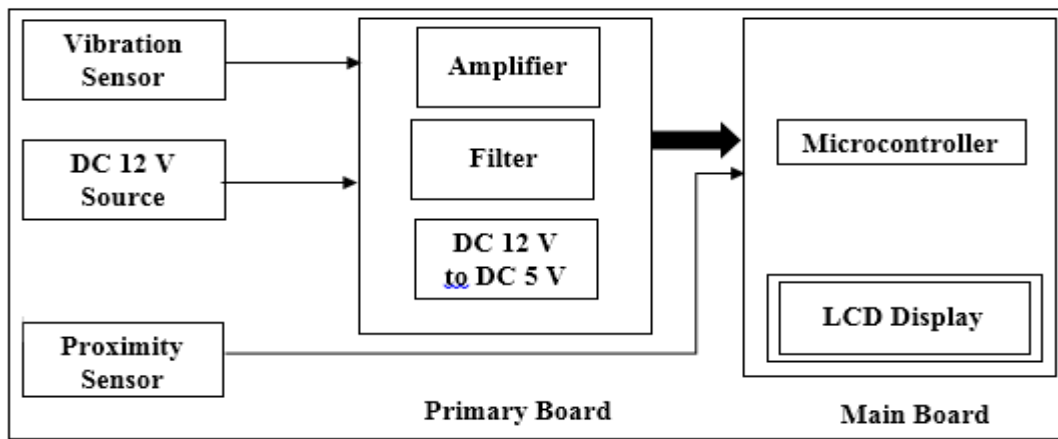 Vibration
Sensor
DC 12 V
Source
Proximity
Sensor
Amplifier
Filter
DC 12 V
to DC 5 V
Primary Board
Microcontroller
LCD Display
Main Board